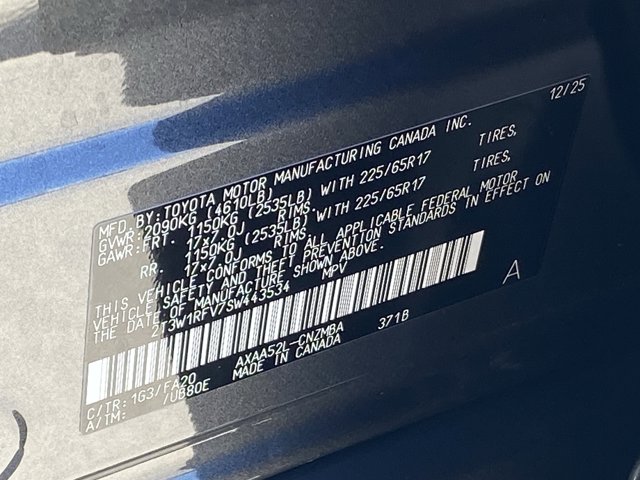 12/25
MFD. BY: TOYOTA MOTOR MANUFACTURING CANADA INC.
GVWR: 2090KG (4610LB)
GAWR: FRT. 1150KG (2535LB) WITH 225/65R17 TIRES,
17x7.0J RIMS.
RR. 1150KG (2535LB) WITH 225/65R17 TIRES,
17x7.0J RIMS.
THIS VEHICLE CONFORMS TO ALL APPLICABLE FEDERAL MOTOR
VEHICLE SAFETY AND THEFT PREVENTION STANDARDS IN EFFECT ON
THE DATE OF MANUFACTURE SHOWN ABOVE.
2T3W1RFV7SW443534 MPV
A
C/TR: 1G3/FA20 AXAA52L-CNZMBA 371B
A/TM: /UB80E MADE IN CANADA